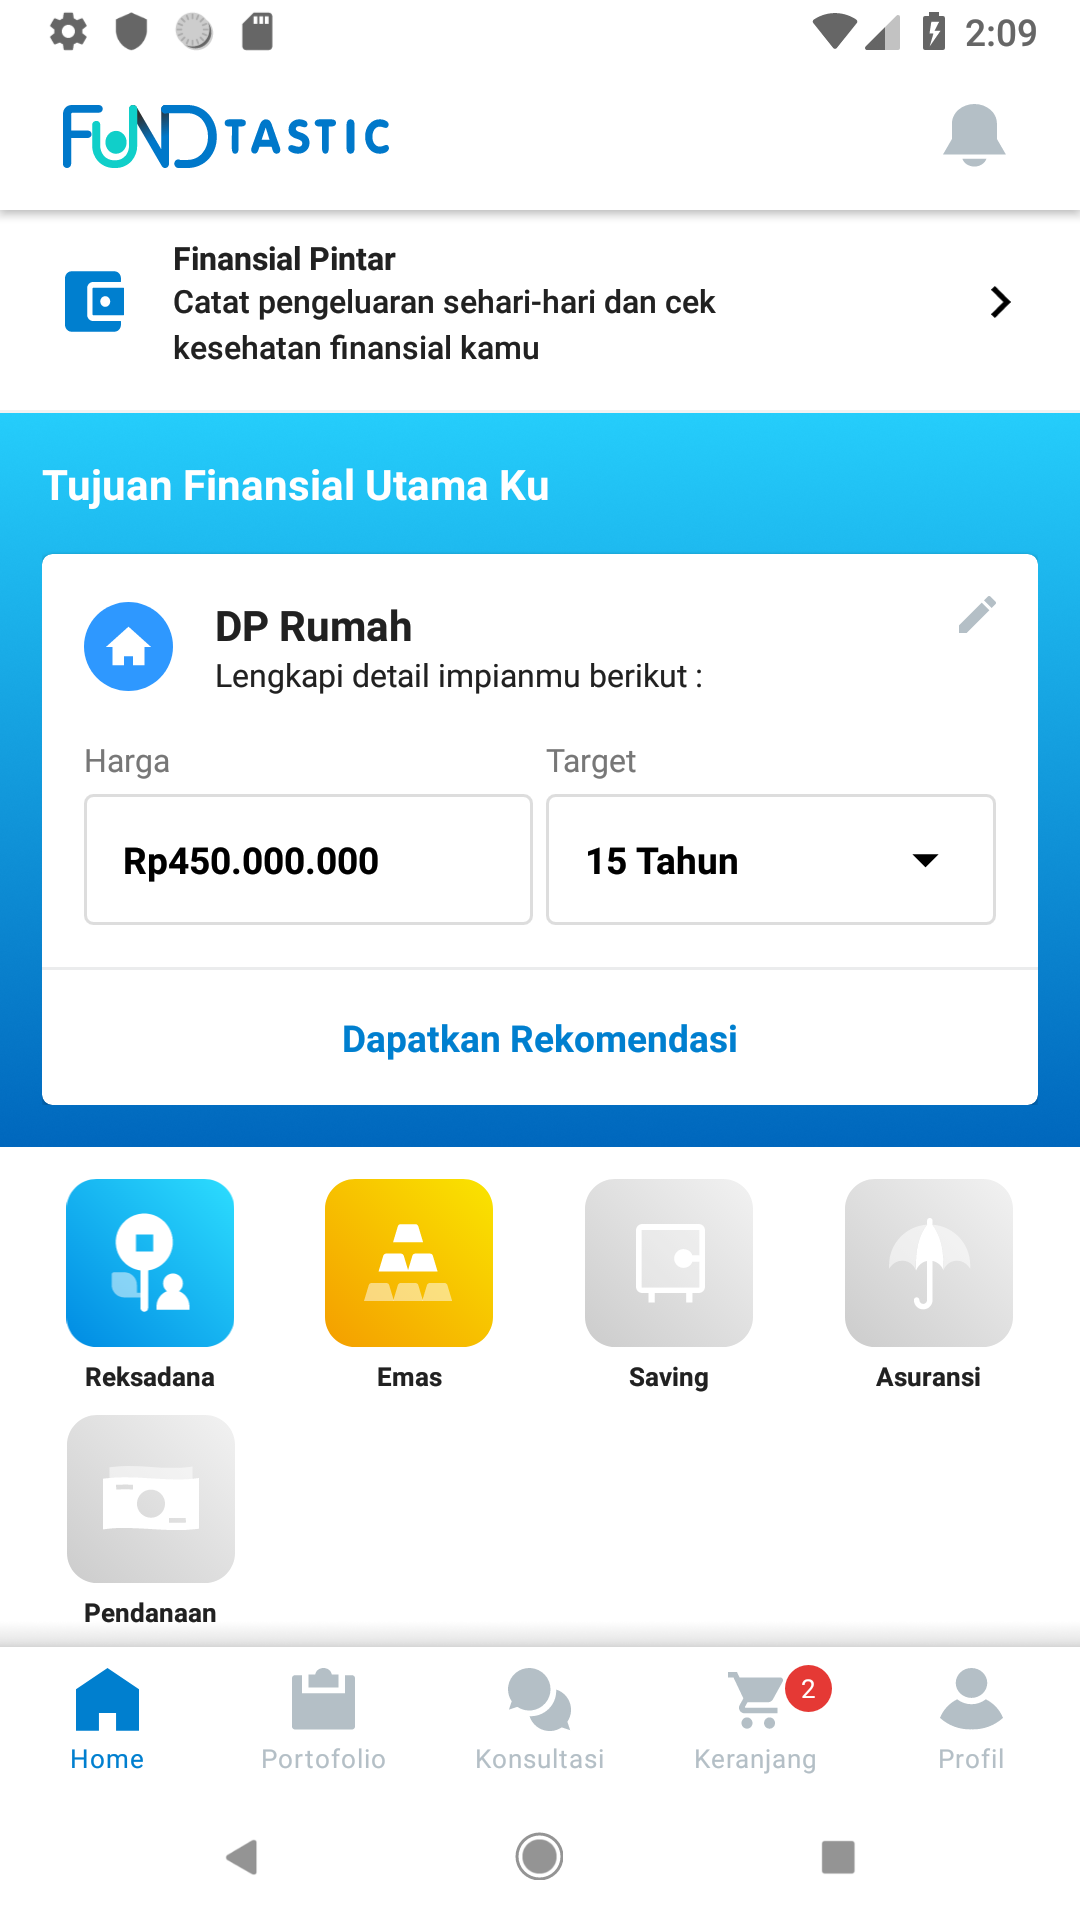 2:09
FUNDTASTIC
Finansial Pintar
Catat pengeluaran sehari-hari dan cek
kesehatan finansial kamu
Tujuan Finansial Utama Ku
DP Rumah
Lengkapi detail impianmu berikut :
Harga
Target
Rp450.000.000
15 Tahun
Dapatkan Rekomendasi
Reksadana
Emas
Saving
Asuransi
Pendanaan
2
Home
Portofolio
Konsultasi
Keranjang
Profil